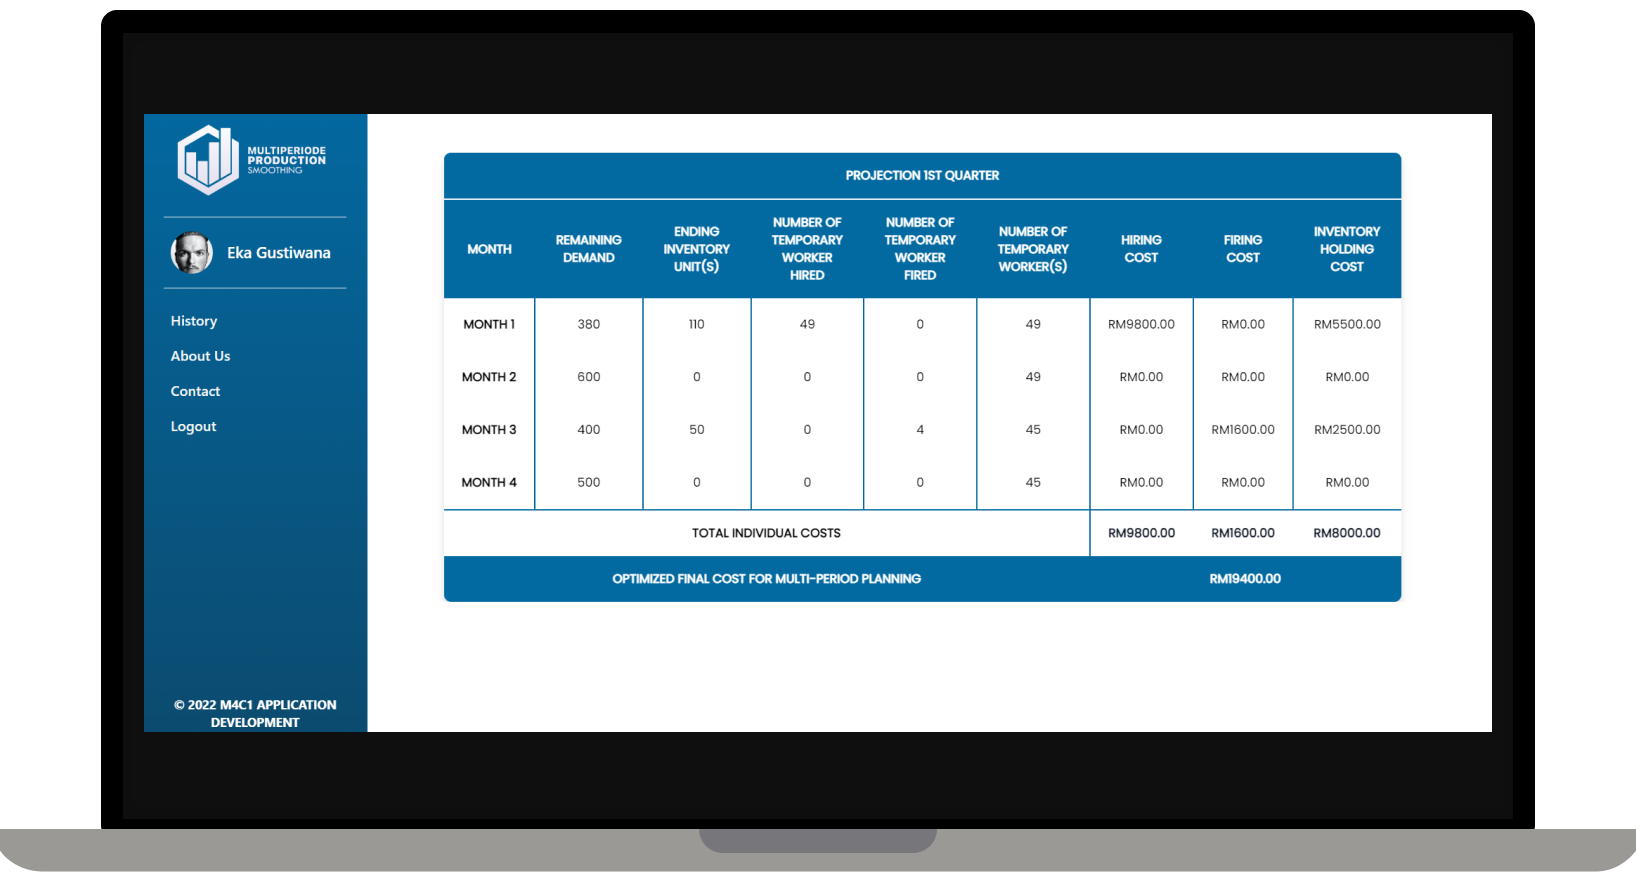 MULTIPERIODE
PRODUCTION
SMOOTHING
Eka Gustiwana
History
About Us
Contact
Logout
© 2022 M4C1 APPLICATION
DEVELOPMENT
PROJECTION 1ST QUARTER
MONTH
REMAINING
DEMAND
ENDING
INVENTORY
UNIT(S)
NUMBER OF
TEMPORARY
WORKER
HIRED
NUMBER OF
TEMPORARY
WORKER
FIRED
NUMBER OF
TEMPORARY
WORKER(S)
HIRING
COST
FIRING
COST
INVENTORY
HOLDING
COST
MONTH 1 380 110 49 0 49 RM9800.00 RM0.00 RM5500.00
MONTH 2 600 0 0 0 49 RM0.00 RM0.00 RM0.00
MONTH 3 400 50 0 4 45 RM0.00 RM1600.00 RM2500.00
MONTH 4 500 0 0 0 45 RM0.00 RM0.00 RM0.00
TOTAL INDIVIDUAL COSTS RM9800.00 RM1600.00 RM8000.00
OPTIMIZED FINAL COST FOR MULTI-PERIOD PLANNING RM19400.00